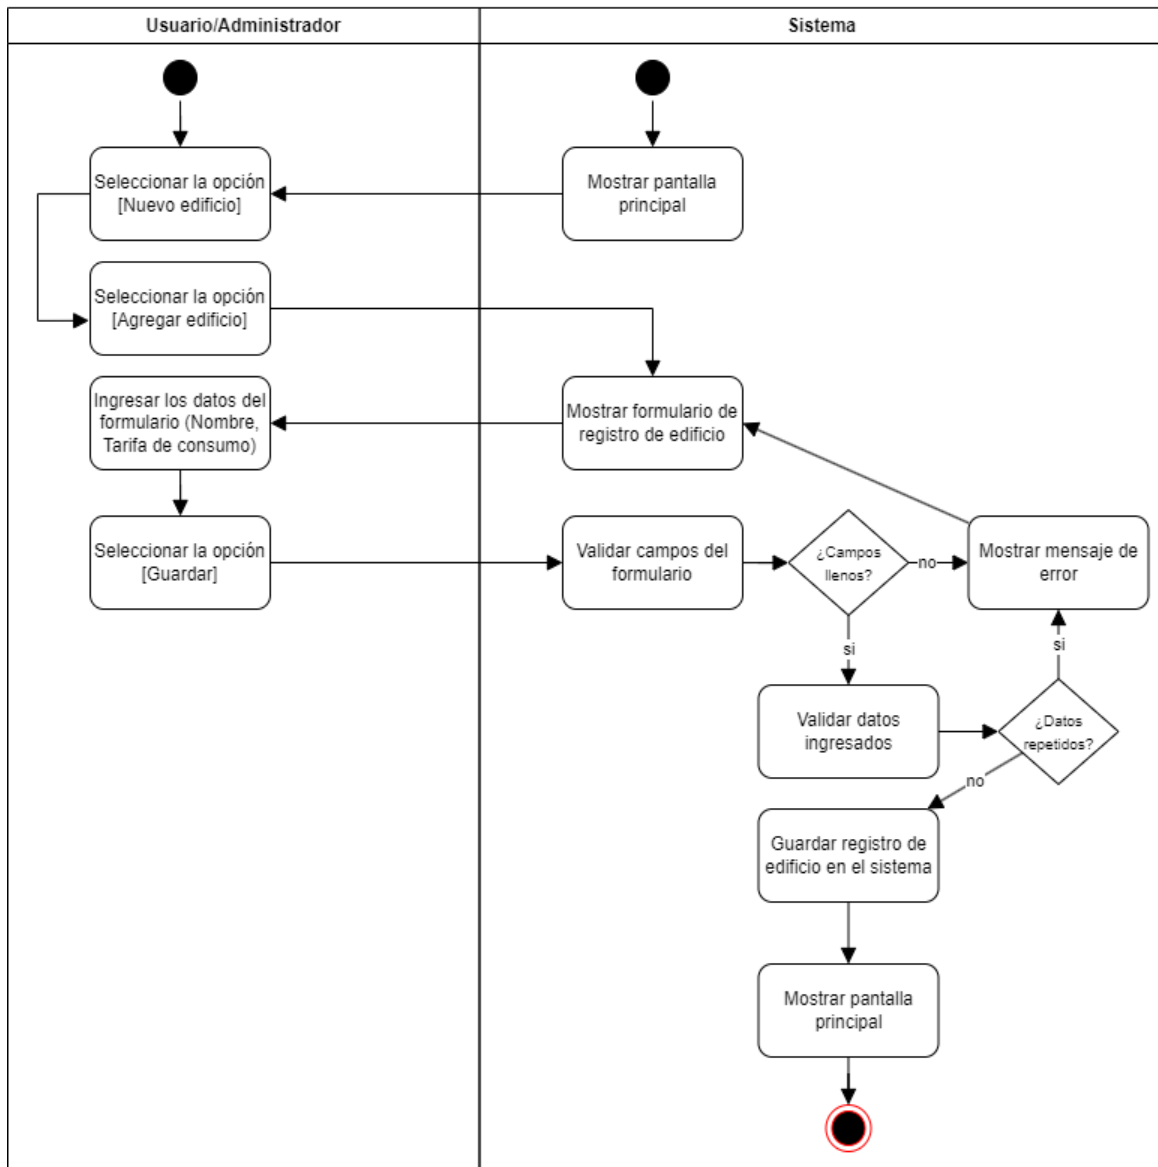 Usuario/Administrador
Sistema
Seleccionar la opción
[Nuevo edificio]
Mostrar pantalla
principal
Seleccionar la opción
[Agregar edificio]
Ingresar los datos del
formulario (Nombre,
Tarifa de consumo)
Mostrar formulario de
registro de edificio
Seleccionar la opción
[Guardar]
Validar campos del
formulario
¿Campos
llenos?
no
Mostrar mensaje de
error
si
si
Validar datos
ingresados
¿Datos
repetidos?
no
Guardar registro de
edificio en el sistema
Mostrar pantalla
principal